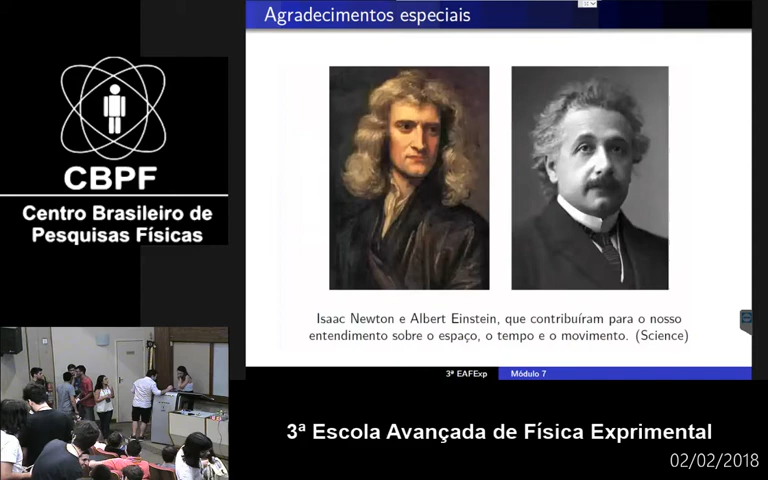 Agradecimentos especiais
CBPF
Centro Brasileiro de
Pesquisas Físicas
Isaac Newton e Albert Einstein, que contribuíram para o nosso
entendimento sobre o espaço, o tempo e o movimento. (Science)
3ª EAFExp
Módulo 7
3ª Escola Avançada de Física Exprimental
02/02/2018